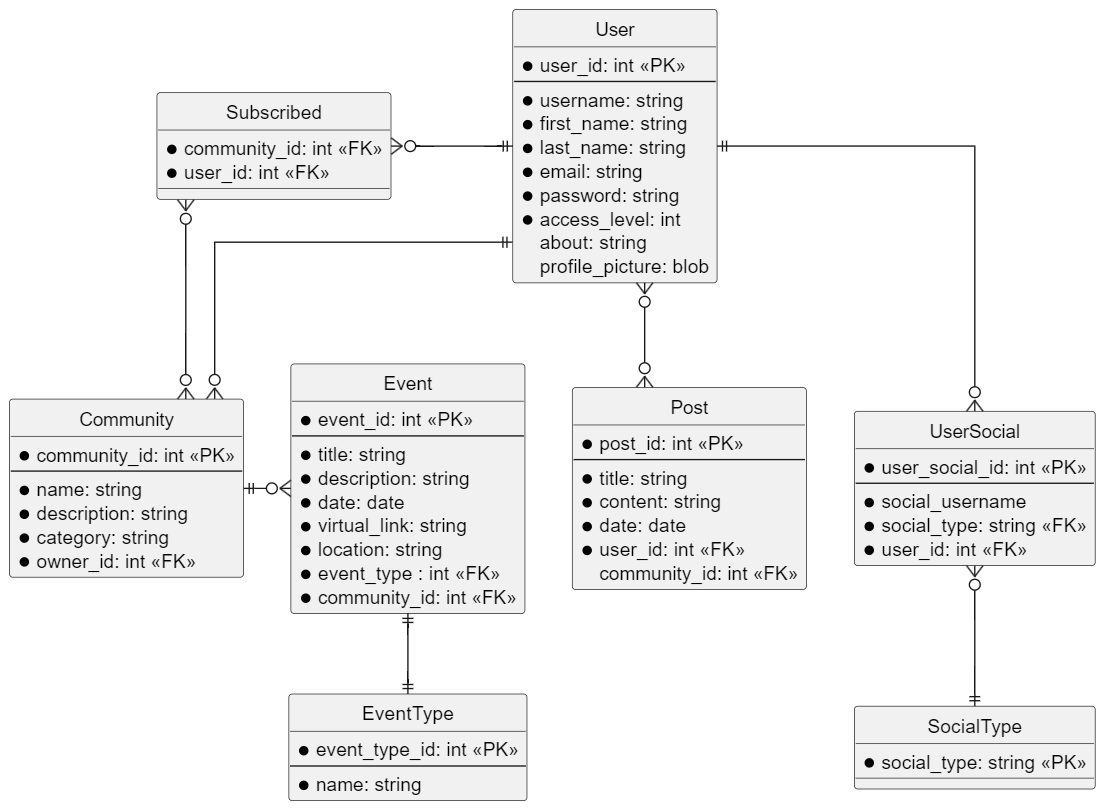 User
user_id: int «PK»
username: string
first_name: string
last_name: string
email: string
password: string
access_level: int
about: string
profile_picture: blob
Subscribed
community_id: int «FK»
user_id: int «FK»
Community
community_id: int «PK»
name: string
description: string
category: string
owner_id: int «FK»
Event
event_id: int «PK»
title: string
description: string
date: date
virtual_link: string
location: string
event_type : int «FK»
community_id: int «FK»
Post
post_id: int «PK»
title: string
content: string
date: date
user_id: int «FK»
community_id: int «FK»
UserSocial
user_social_id: int «PK»
social_username
social_type: string «FK»
user_id: int «FK»
EventType
event_type_id: int «PK»
name: string
SocialType
social_type: string «PK»